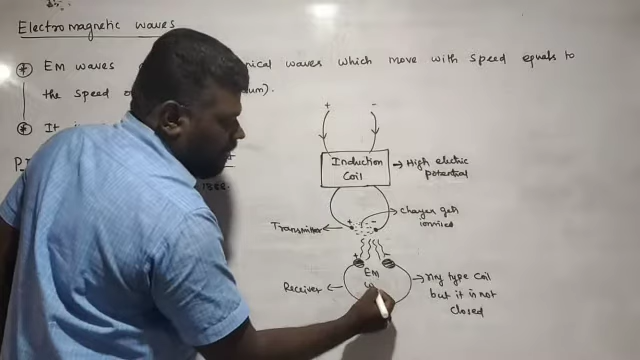 Electromagnetic waves
EM waves
nical waves which move with speed equals to
the speed o
um).
It i
+ -
Induction
Coil
High electric
potential
Transmitter
+ -
Charges gets
ionized
+ -
EM
W
Receiver
ring type coil
but it is not
closed
1888.